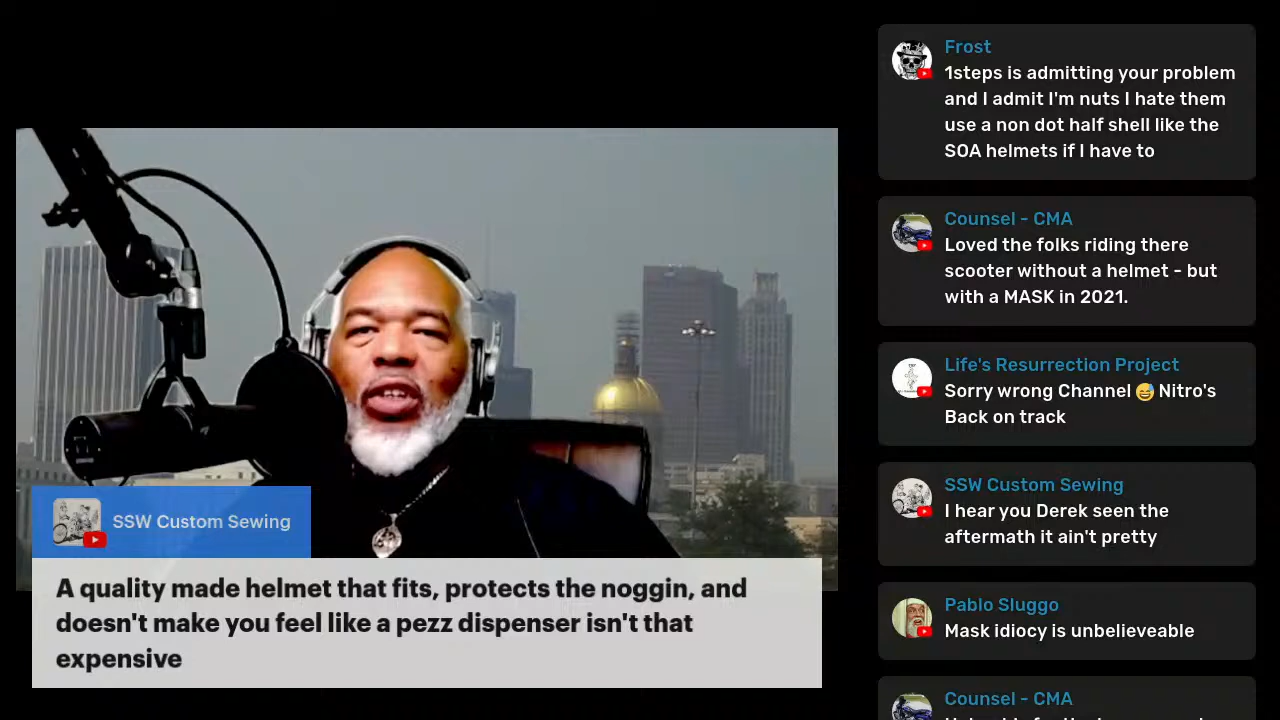 Frost
1steps is admitting your problem
and I admit I'm nuts I hate them
use a non dot half shell like the
SOA helmets if I have to
Counsel - CMA
Loved the folks riding there
scooter without a helmet - but
with a MASK in 2021.
Life's Resurrection Project
Sorry wrong Channel 😅 Nitro's
Back on track
SSW Custom Sewing
I hear you Derek seen the
aftermath it ain't pretty
Pablo Sluggo
Mask idiocy is unbelieveable
Counsel - CMA
SSW Custom Sewing
A quality made helmet that fits, protects the noggin, and
doesn't make you feel like a pezz dispenser isn't that
expensive